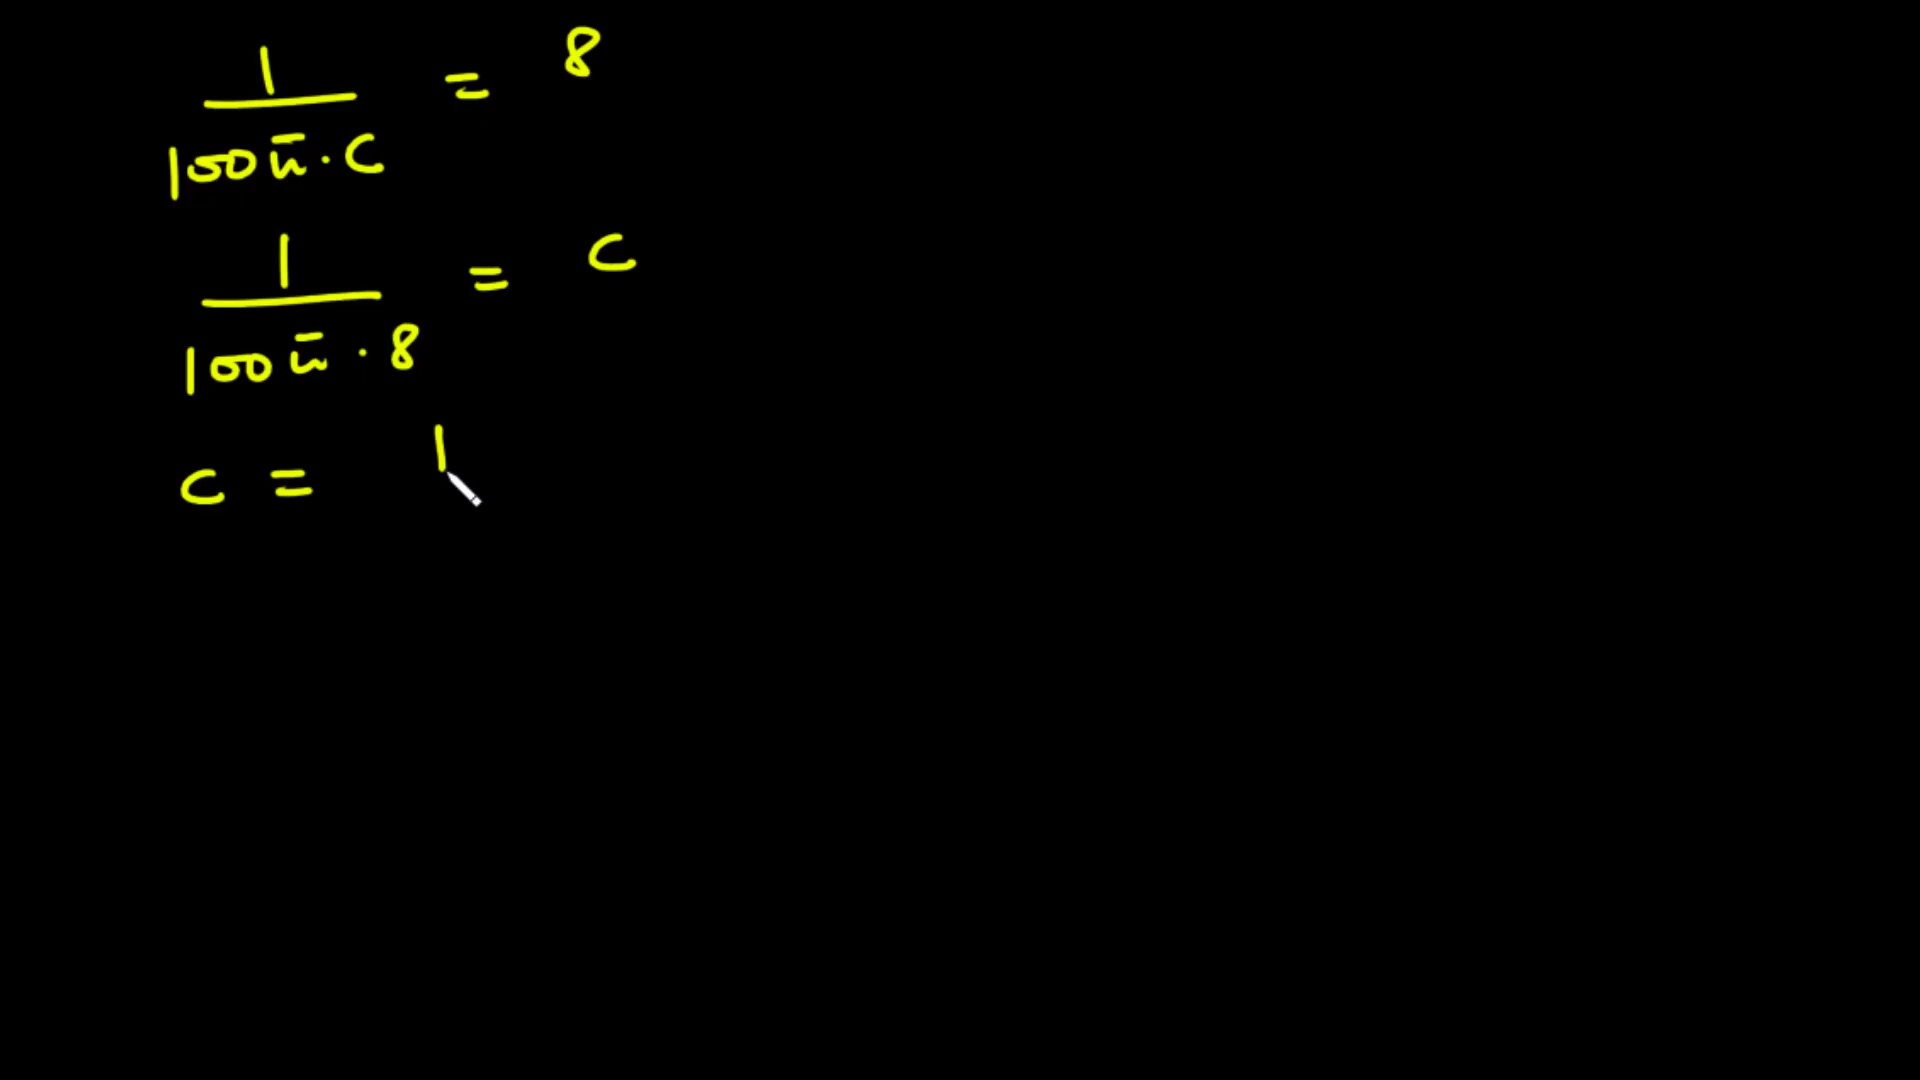 1/(100π·C) = 8
1/(100π·8) = C
C = 1